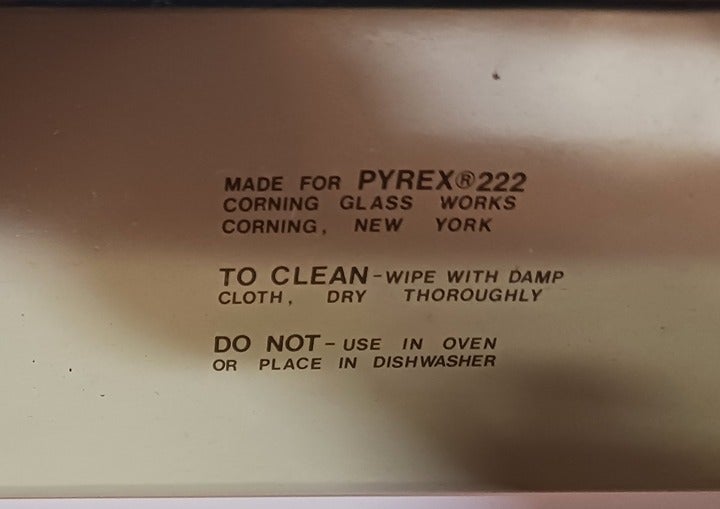 MADE FOR PYREX®222
CORNING GLASS WORKS
CORNING, NEW YORK
TO CLEAN-WIPE WITH DAMP
CLOTH, DRY THOROUGHLY
DO NOT-USE IN OVEN
OR PLACE IN DISHWASHER